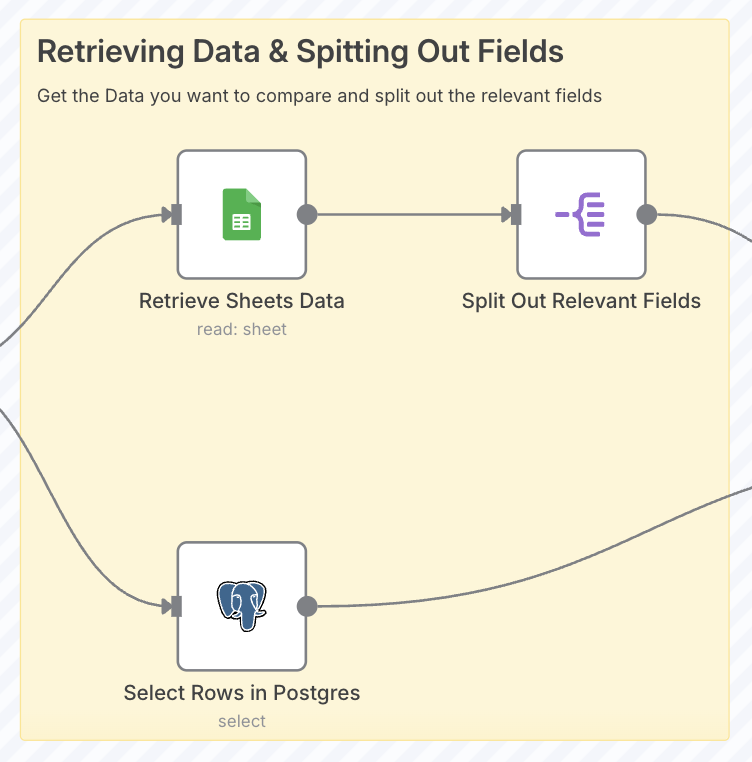 Retrieving Data & Spitting Out Fields
Get the Data you want to compare and split out the relevant fields
Retrieve Sheets Data
read: sheet
Split Out Relevant Fields
Select Rows in Postgres
select